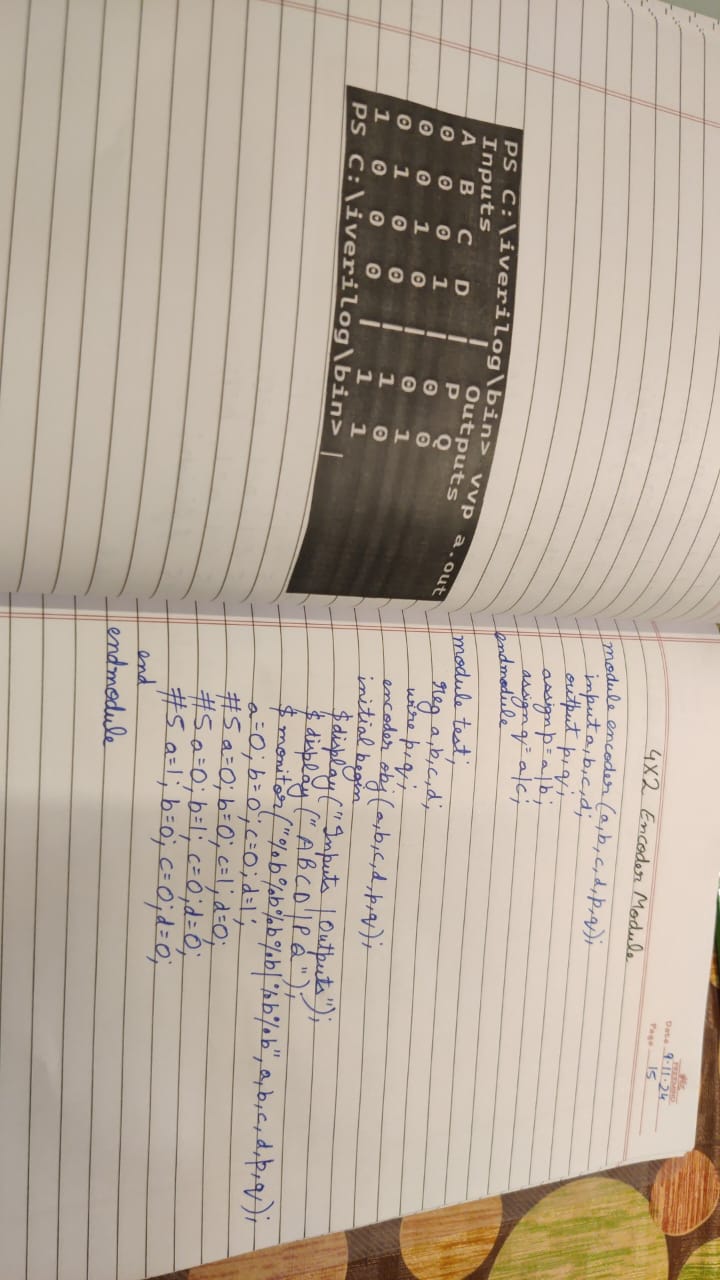 PS C:\iverilog\bin> vvp a.out
Inputs | Outputs
A B C D | P Q
0 0 0 1 | 0 0
0 0 1 0 | 0 1
0 1 0 0 | 1 0
1 0 0 0 | 1 1
PS C:\iverilog\bin> |
Date 9.11.24
Page 15
4X2 Encoder Module
module encoder (a,b,c,d,p,q);
input a,b,c,d;
output p,q;
assign p=a|b;
assign q=a|c;
endmodule
module test;
reg a,b,c,d;
wire p,q;
encoder obj (a,b,c,d,p,q);
initial begin
$display ("Inputs | Outputs");
$display ("A B C D | P Q");
$monitor ("%b%b%b%b|%b%b", a,b,c,d,p,q);
a=0; b=0; c=0; d=1;
#5 a=0; b=0; c=1; d=0;
#5 a=0; b=1; c=0; d=0;
#5 a=1; b=0; c=0; d=0;
end
endmodule